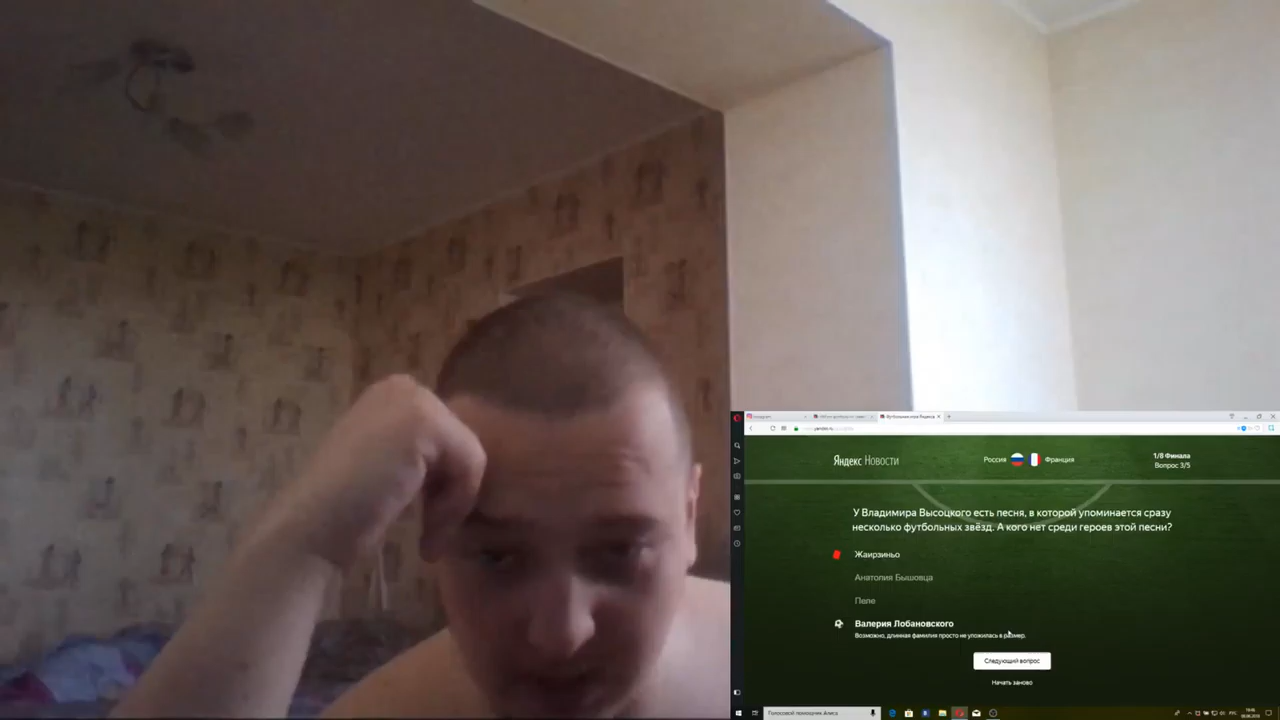 Яндекс Новости
Россия Франция
1/8 Финала
Вопрос 3/5
У Владимира Высоцкого есть песня, в которой упоминается сразу
несколько футбольных звёзд. А кого нет среди героев этой песни?
Жаирзиньо
Анатолия Бышовца
Пеле
Валерия Лобановского
Возможно, длинная фамилия просто не уложилась в размер.
Следующий вопрос
Начать заново
Голосовой помощник Алиса